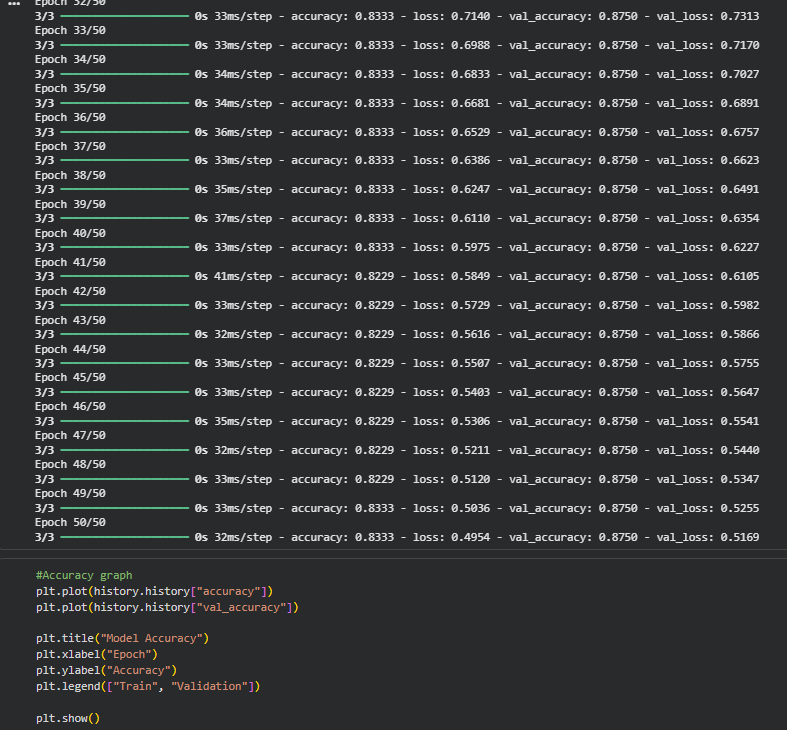 Epoch 32/50
3/3 0s 33ms/step - accuracy: 0.8333 - loss: 0.7140 - val_accuracy: 0.8750 - val_loss: 0.7313
Epoch 33/50
3/3 0s 33ms/step - accuracy: 0.8333 - loss: 0.6988 - val_accuracy: 0.8750 - val_loss: 0.7170
Epoch 34/50
3/3 0s 34ms/step - accuracy: 0.8333 - loss: 0.6833 - val_accuracy: 0.8750 - val_loss: 0.7027
Epoch 35/50
3/3 0s 34ms/step - accuracy: 0.8333 - loss: 0.6681 - val_accuracy: 0.8750 - val_loss: 0.6891
Epoch 36/50
3/3 0s 36ms/step - accuracy: 0.8333 - loss: 0.6529 - val_accuracy: 0.8750 - val_loss: 0.6757
Epoch 37/50
3/3 0s 33ms/step - accuracy: 0.8333 - loss: 0.6386 - val_accuracy: 0.8750 - val_loss: 0.6623
Epoch 38/50
3/3 0s 35ms/step - accuracy: 0.8333 - loss: 0.6247 - val_accuracy: 0.8750 - val_loss: 0.6491
Epoch 39/50
3/3 0s 37ms/step - accuracy: 0.8333 - loss: 0.6110 - val_accuracy: 0.8750 - val_loss: 0.6354
Epoch 40/50
3/3 0s 33ms/step - accuracy: 0.8333 - loss: 0.5975 - val_accuracy: 0.8750 - val_loss: 0.6227
Epoch 41/50
3/3 0s 41ms/step - accuracy: 0.8229 - loss: 0.5849 - val_accuracy: 0.8750 - val_loss: 0.6105
Epoch 42/50
3/3 0s 33ms/step - accuracy: 0.8229 - loss: 0.5729 - val_accuracy: 0.8750 - val_loss: 0.5982
Epoch 43/50
3/3 0s 32ms/step - accuracy: 0.8229 - loss: 0.5616 - val_accuracy: 0.8750 - val_loss: 0.5866
Epoch 44/50
3/3 0s 33ms/step - accuracy: 0.8229 - loss: 0.5507 - val_accuracy: 0.8750 - val_loss: 0.5755
Epoch 45/50
3/3 0s 33ms/step - accuracy: 0.8229 - loss: 0.5403 - val_accuracy: 0.8750 - val_loss: 0.5647
Epoch 46/50
3/3 0s 35ms/step - accuracy: 0.8229 - loss: 0.5306 - val_accuracy: 0.8750 - val_loss: 0.5541
Epoch 47/50
3/3 0s 32ms/step - accuracy: 0.8229 - loss: 0.5211 - val_accuracy: 0.8750 - val_loss: 0.5440
Epoch 48/50
3/3 0s 33ms/step - accuracy: 0.8229 - loss: 0.5120 - val_accuracy: 0.8750 - val_loss: 0.5347
Epoch 49/50
3/3 0s 33ms/step - accuracy: 0.8333 - loss: 0.5036 - val_accuracy: 0.8750 - val_loss: 0.5255
Epoch 50/50
3/3 0s 32ms/step - accuracy: 0.8333 - loss: 0.4954 - val_accuracy: 0.8750 - val_loss: 0.5169
#Accuracy graph
plt.plot(history.history["accuracy"])
plt.plot(history.history["val_accuracy"])
plt.title("Model Accuracy")
plt.xlabel("Epoch")
plt.ylabel("Accuracy")
plt.legend(["Train", "Validation"])
plt.show()